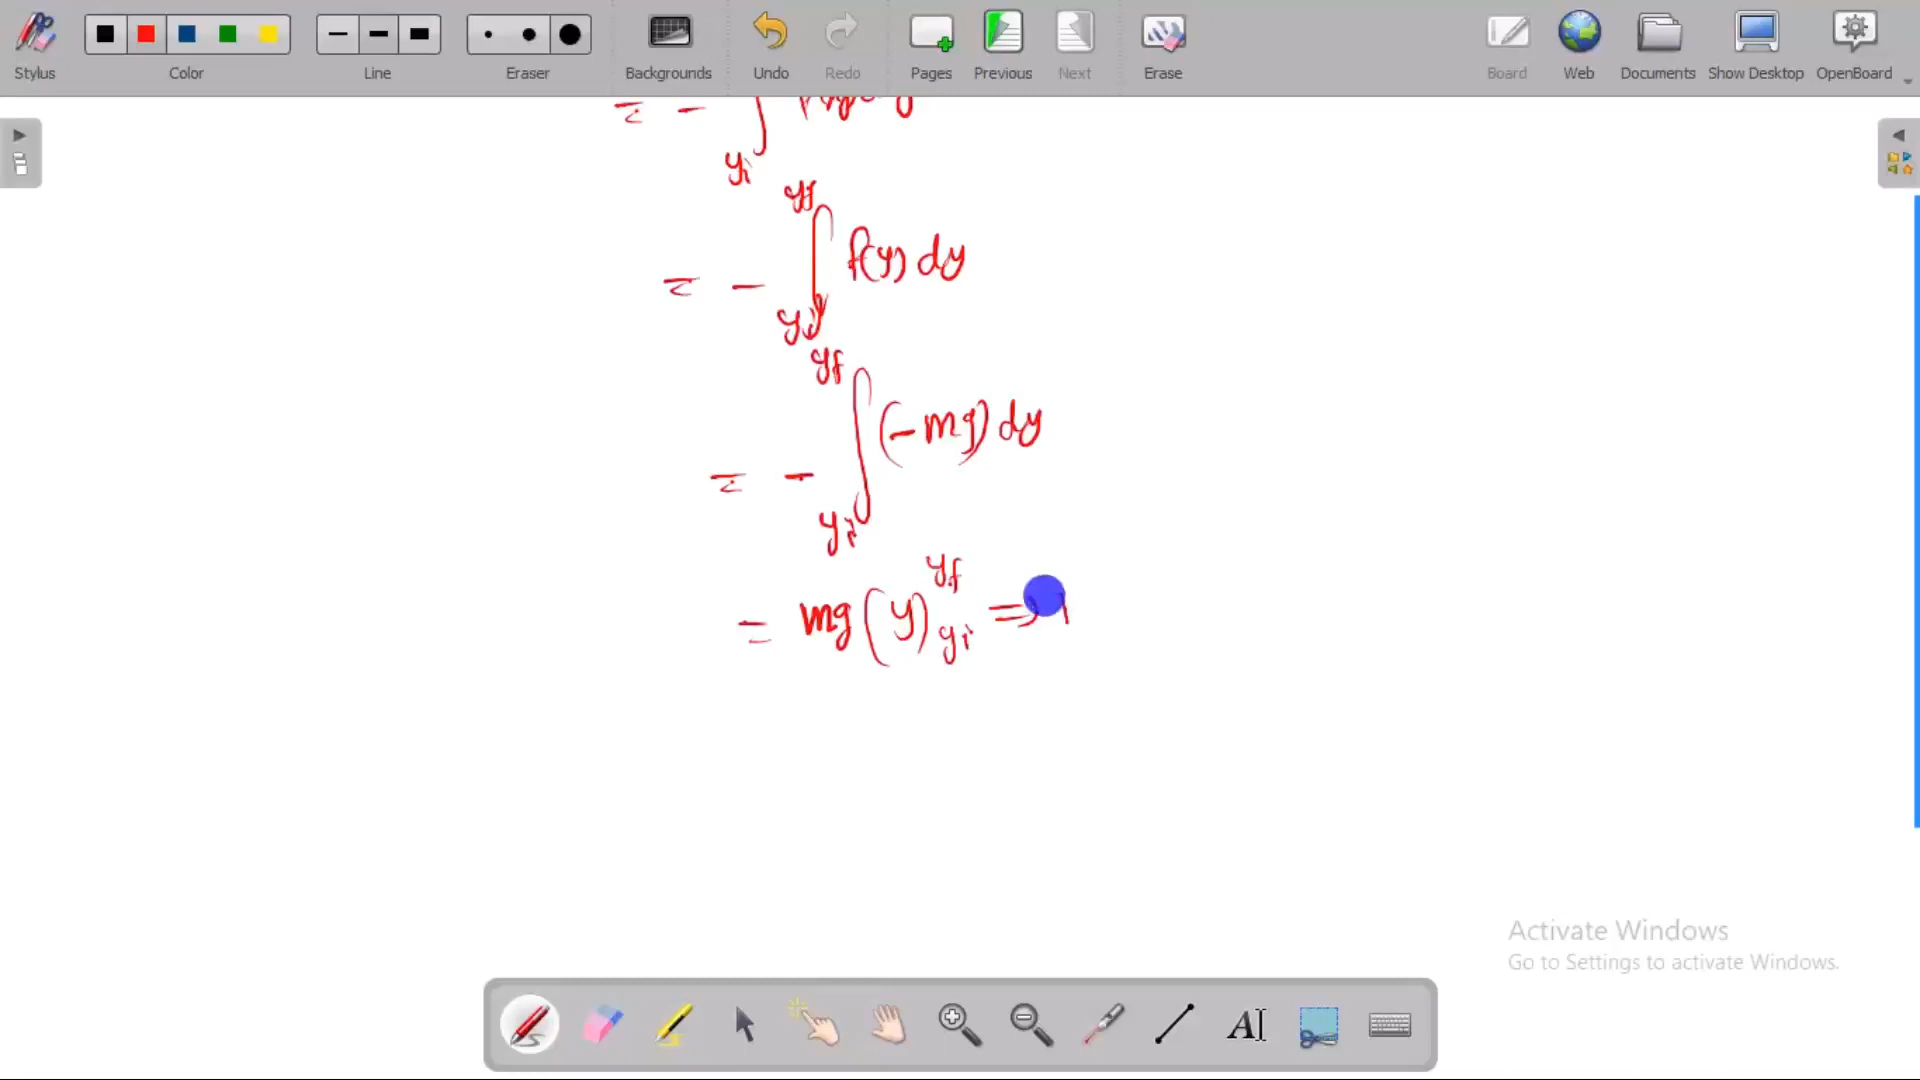 Stylus Color Line Eraser Backgrounds Undo Redo Pages Previous Next Erase Board Web Documents Show Desktop OpenBoard
= -
yi
yf
= - ∫ f(y) dy
yi
yf
= - ∫ (-mg) dy
yi
yf
= mg (y) =>
yi
Activate Windows
Go to Settings to activate Windows.